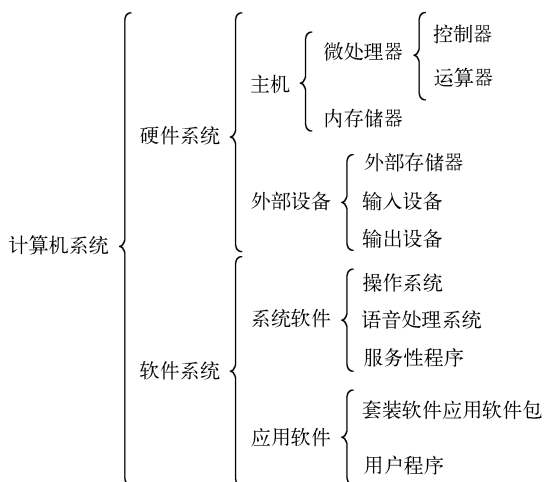 计算机系统
硬件系统
主机
微处理器
控制器
运算器
内存储器
外部设备
外部存储器
输入设备
输出设备
软件系统
系统软件
操作系统
语音处理系统
服务性程序
应用软件
套装软件应用软件包
用户程序